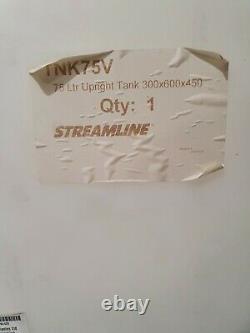 TNK75V
75 Ltr Upright Tank 300x600x450
Qty: 1
STREAMLINE